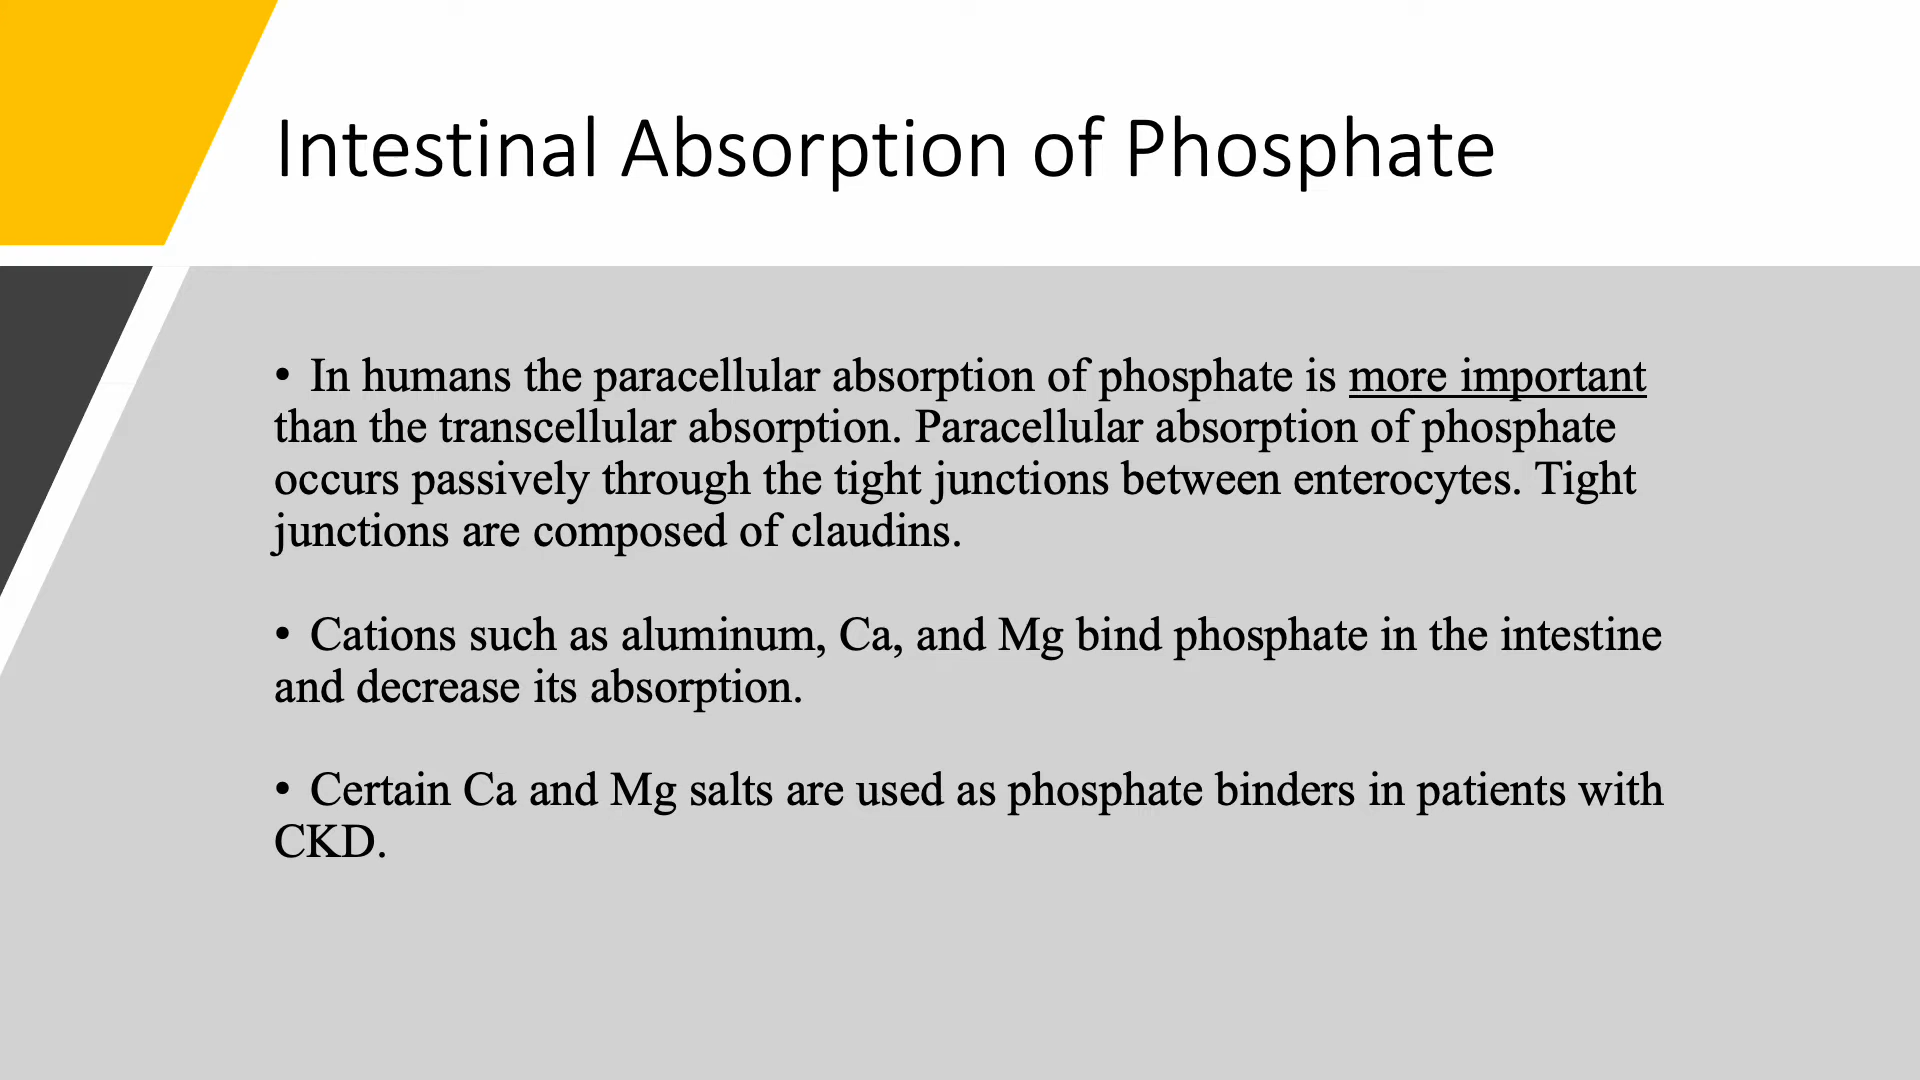 Intestinal Absorption of Phosphate
• In humans the paracellular absorption of phosphate is more important
than the transcellular absorption. Paracellular absorption of phosphate
occurs passively through the tight junctions between enterocytes. Tight
junctions are composed of claudins.
• Cations such as aluminum, Ca, and Mg bind phosphate in the intestine
and decrease its absorption.
• Certain Ca and Mg salts are used as phosphate binders in patients with
CKD.